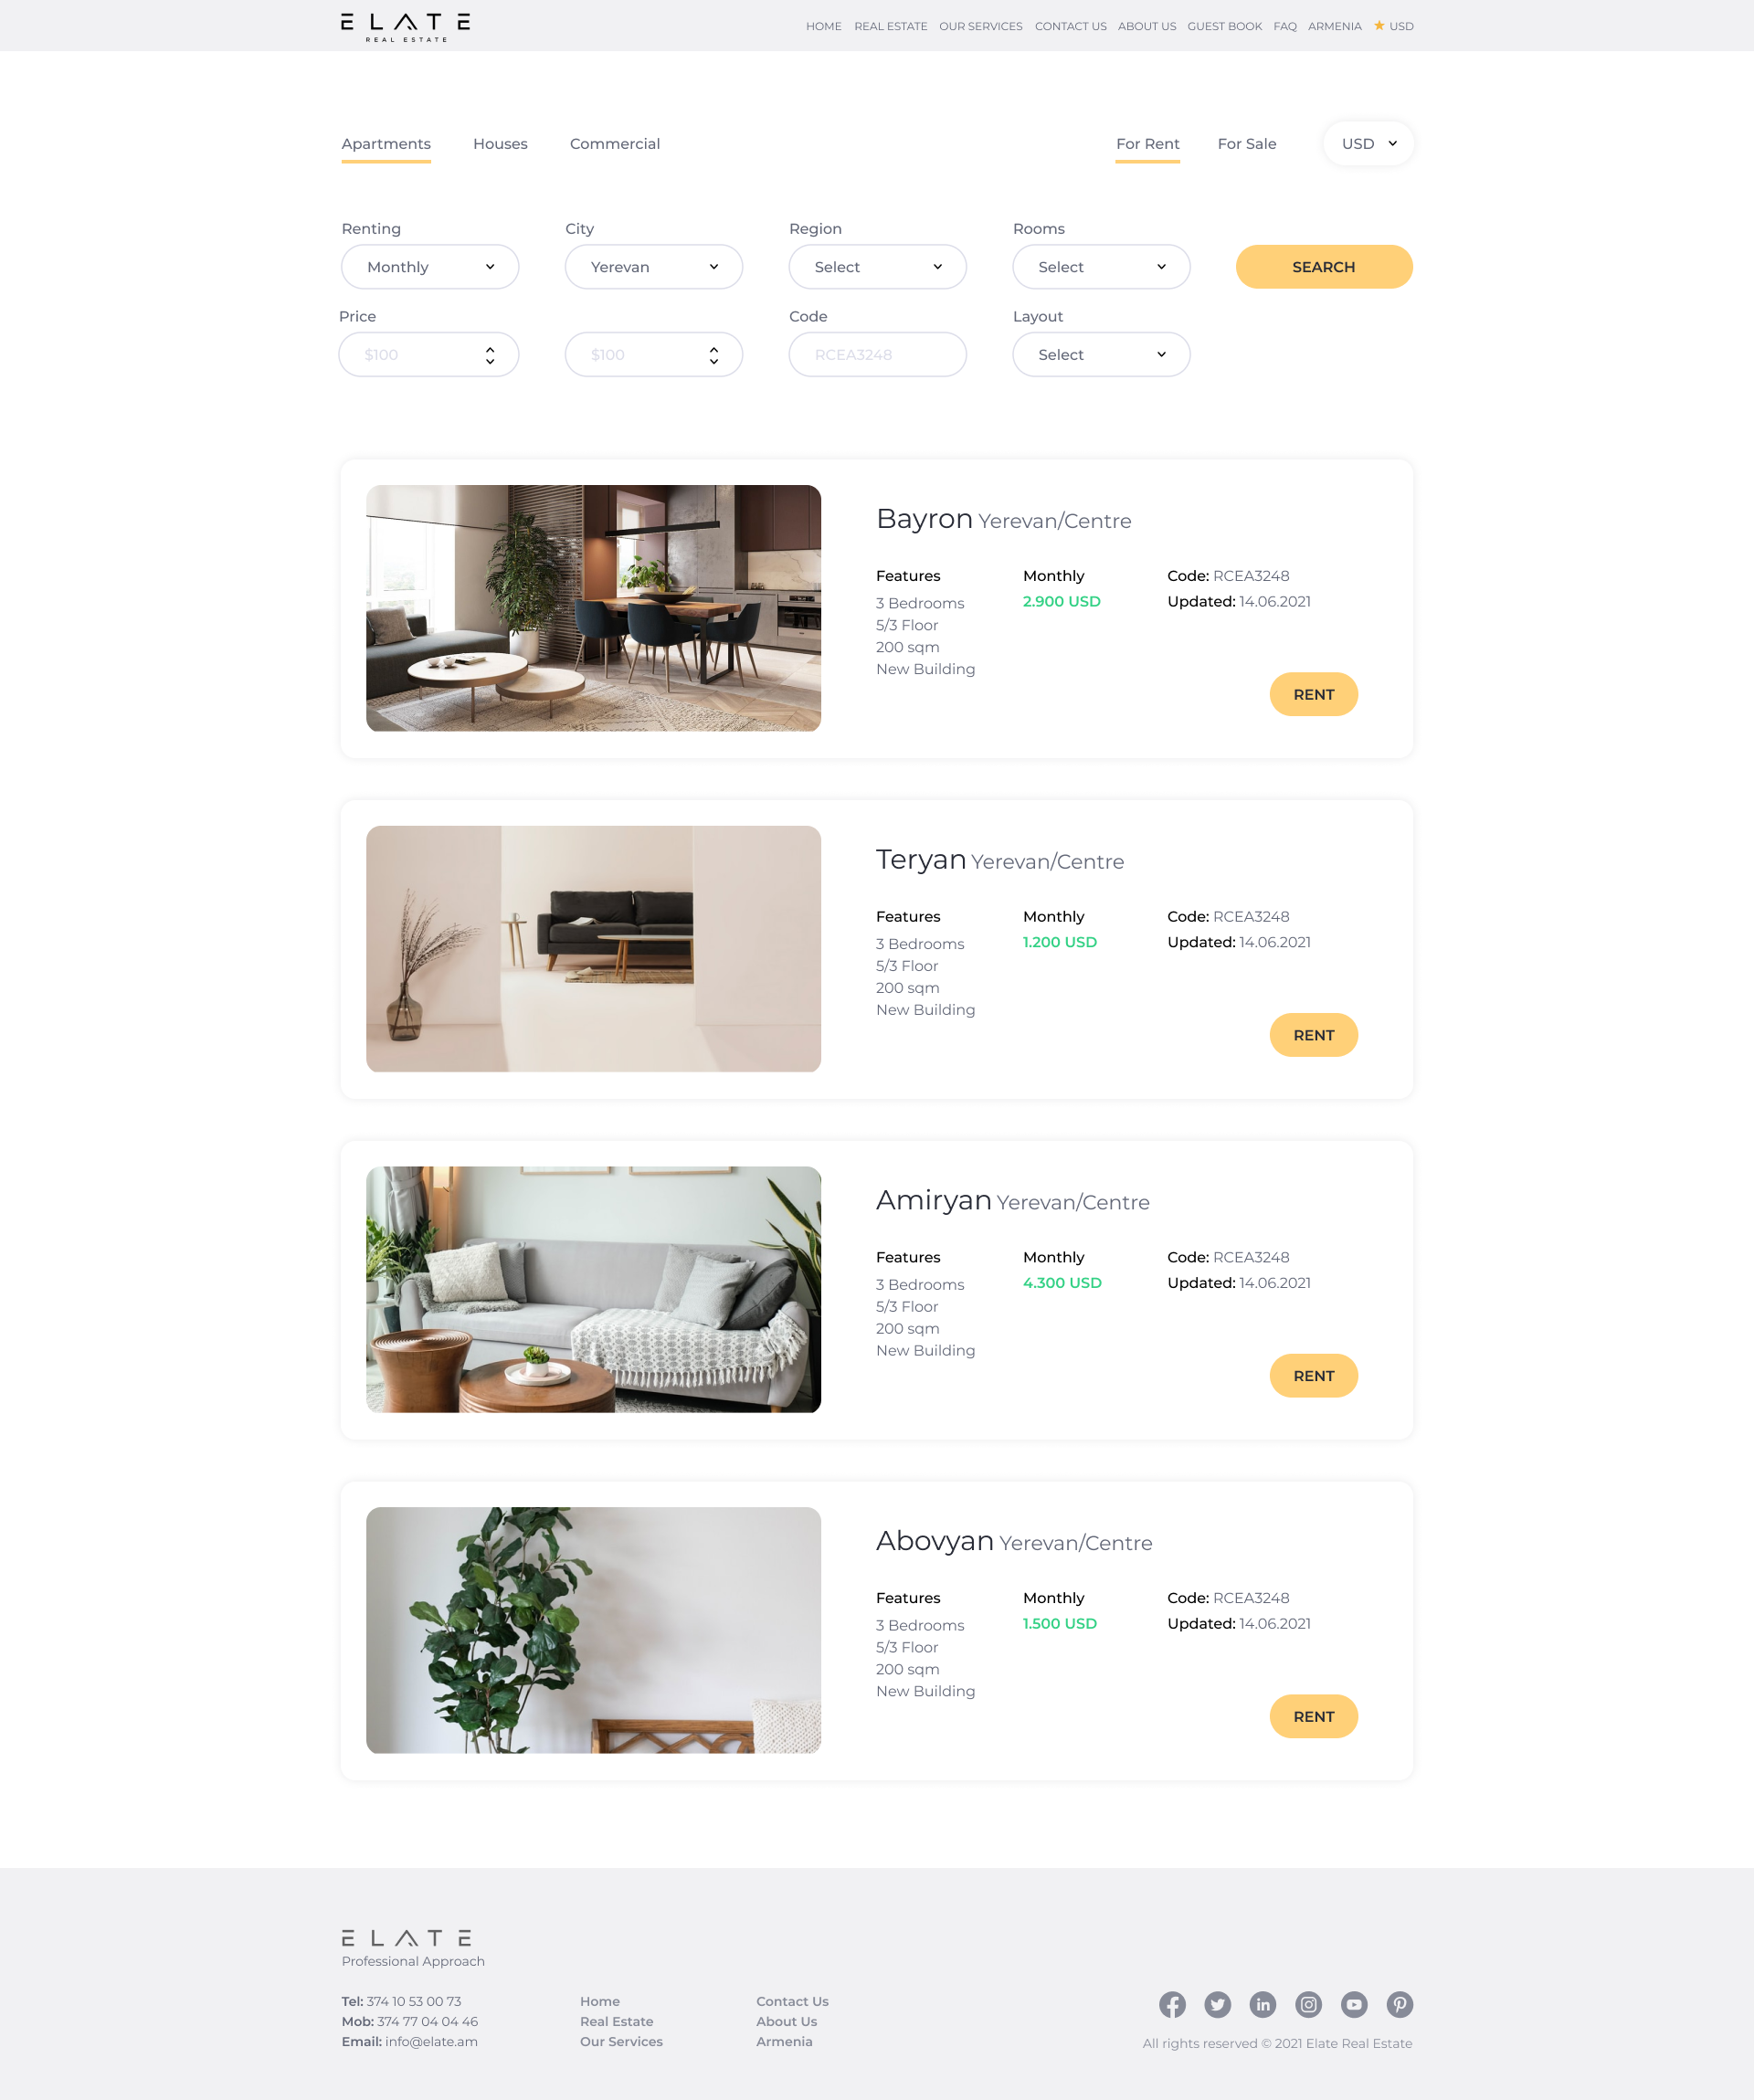 ELATE
REAL ESTATE
HOME REAL ESTATE OUR SERVICES CONTACT US ABOUT US GUEST BOOK FAQ ARMENIA USD
Apartments Houses Commercial For Rent For Sale USD
Renting City Region Rooms
Monthly Yerevan Select Select SEARCH
Price Code Layout
$100 $100 RCEA3248 Select
Bayron Yerevan/Centre
Features Monthly Code: RCEA3248
2.900 USD Updated: 14.06.2021
3 Bedrooms
5/3 Floor
200 sqm
New Building
RENT
Teryan Yerevan/Centre
Features Monthly Code: RCEA3248
1.200 USD Updated: 14.06.2021
3 Bedrooms
5/3 Floor
200 sqm
New Building
RENT
Amiryan Yerevan/Centre
Features Monthly Code: RCEA3248
4.300 USD Updated: 14.06.2021
3 Bedrooms
5/3 Floor
200 sqm
New Building
RENT
Abovyan Yerevan/Centre
Features Monthly Code: RCEA3248
1.500 USD Updated: 14.06.2021
3 Bedrooms
5/3 Floor
200 sqm
New Building
RENT
ELATE
Professional Approach
Tel: 374 10 53 00 73 Home Contact Us
Mob: 374 77 04 04 46 Real Estate About Us
Email: info@elate.am Our Services Armenia
All rights reserved © 2021 Elate Real Estate